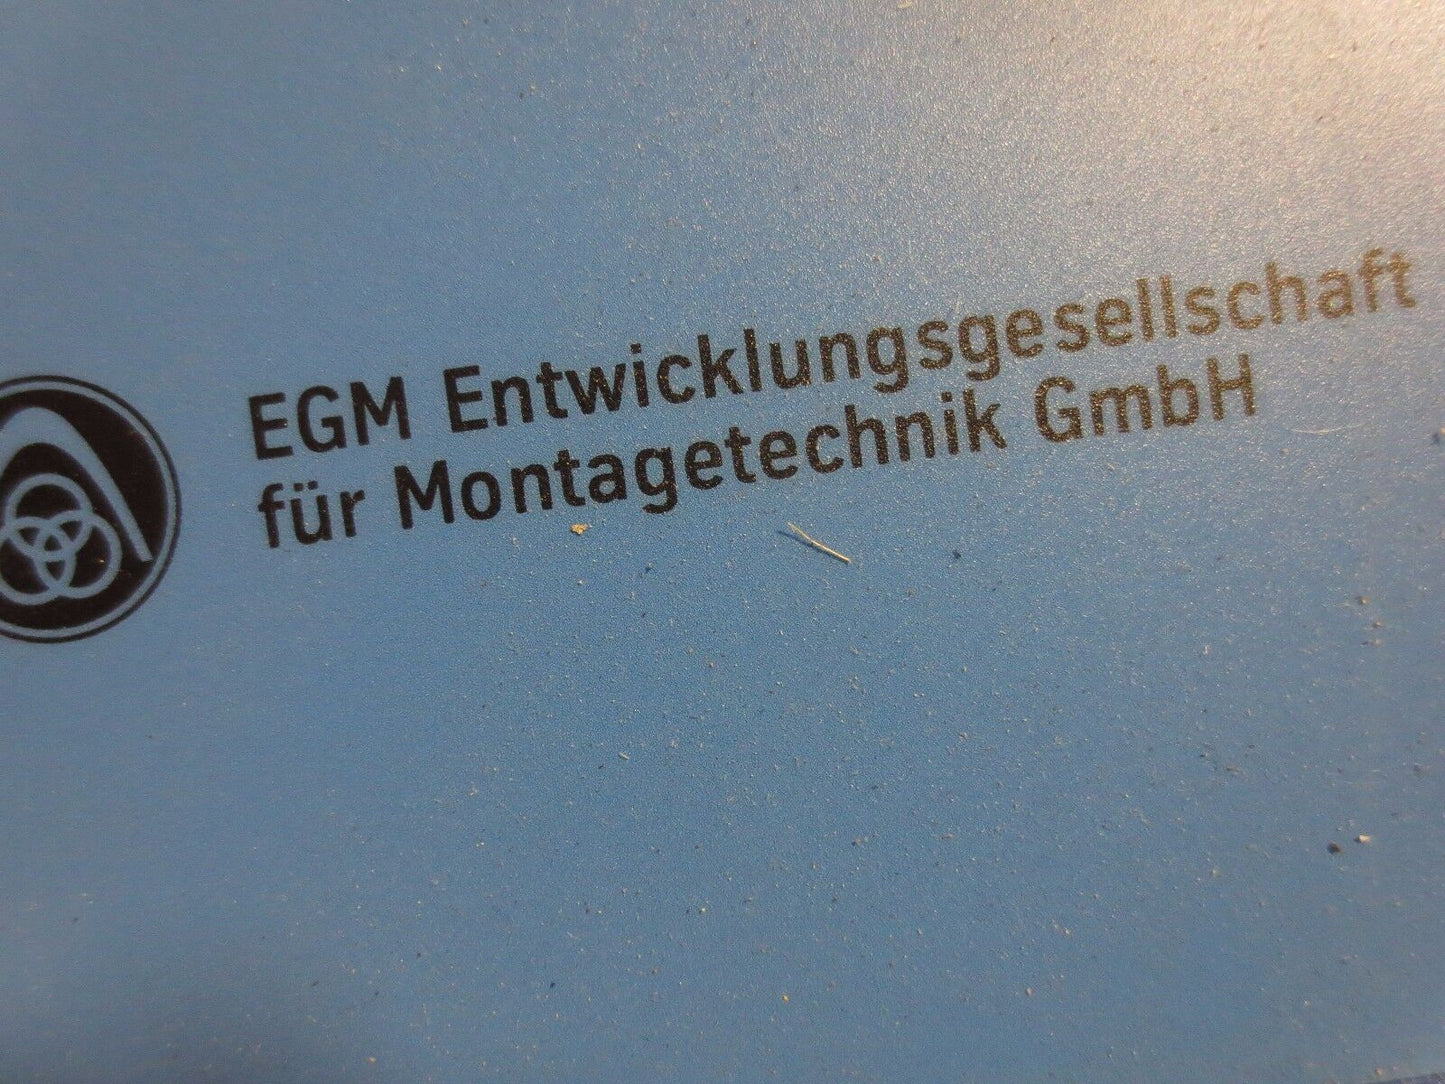 EGM Entwicklungsgesellschaft
für Montagetechnik GmbH